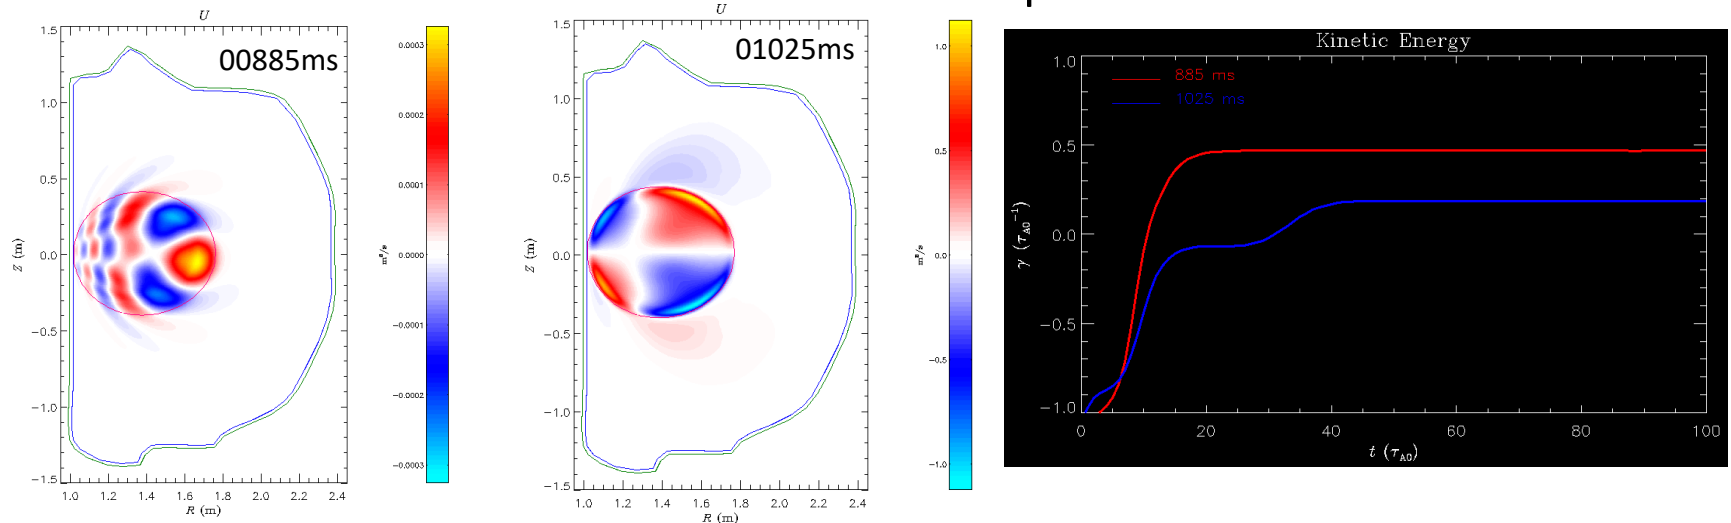 U
00885ms
1.5
1.0
0.5
0.0
−0.5
−1.0
−1.5
Z (m)
1.0 1.2 1.4 1.6 1.8 2.0 2.2 2.4
R (m)
0.0003
0.0002
0.0001
0.0000
−0.0001
−0.0002
−0.0003
m²/s
U
01025ms
1.5
1.0
0.5
0.0
−0.5
−1.0
−1.5
Z (m)
1.0 1.2 1.4 1.6 1.8 2.0 2.2 2.4
R (m)
1.0
0.5
0.0
−0.5
−1.0
m²/s
Kinetic Energy
885 ms
1025 ms
1.0
0.5
0.0
−0.5
−1.0
γ (τA0⁻¹)
0 20 40 60 80 100
t (τA0)